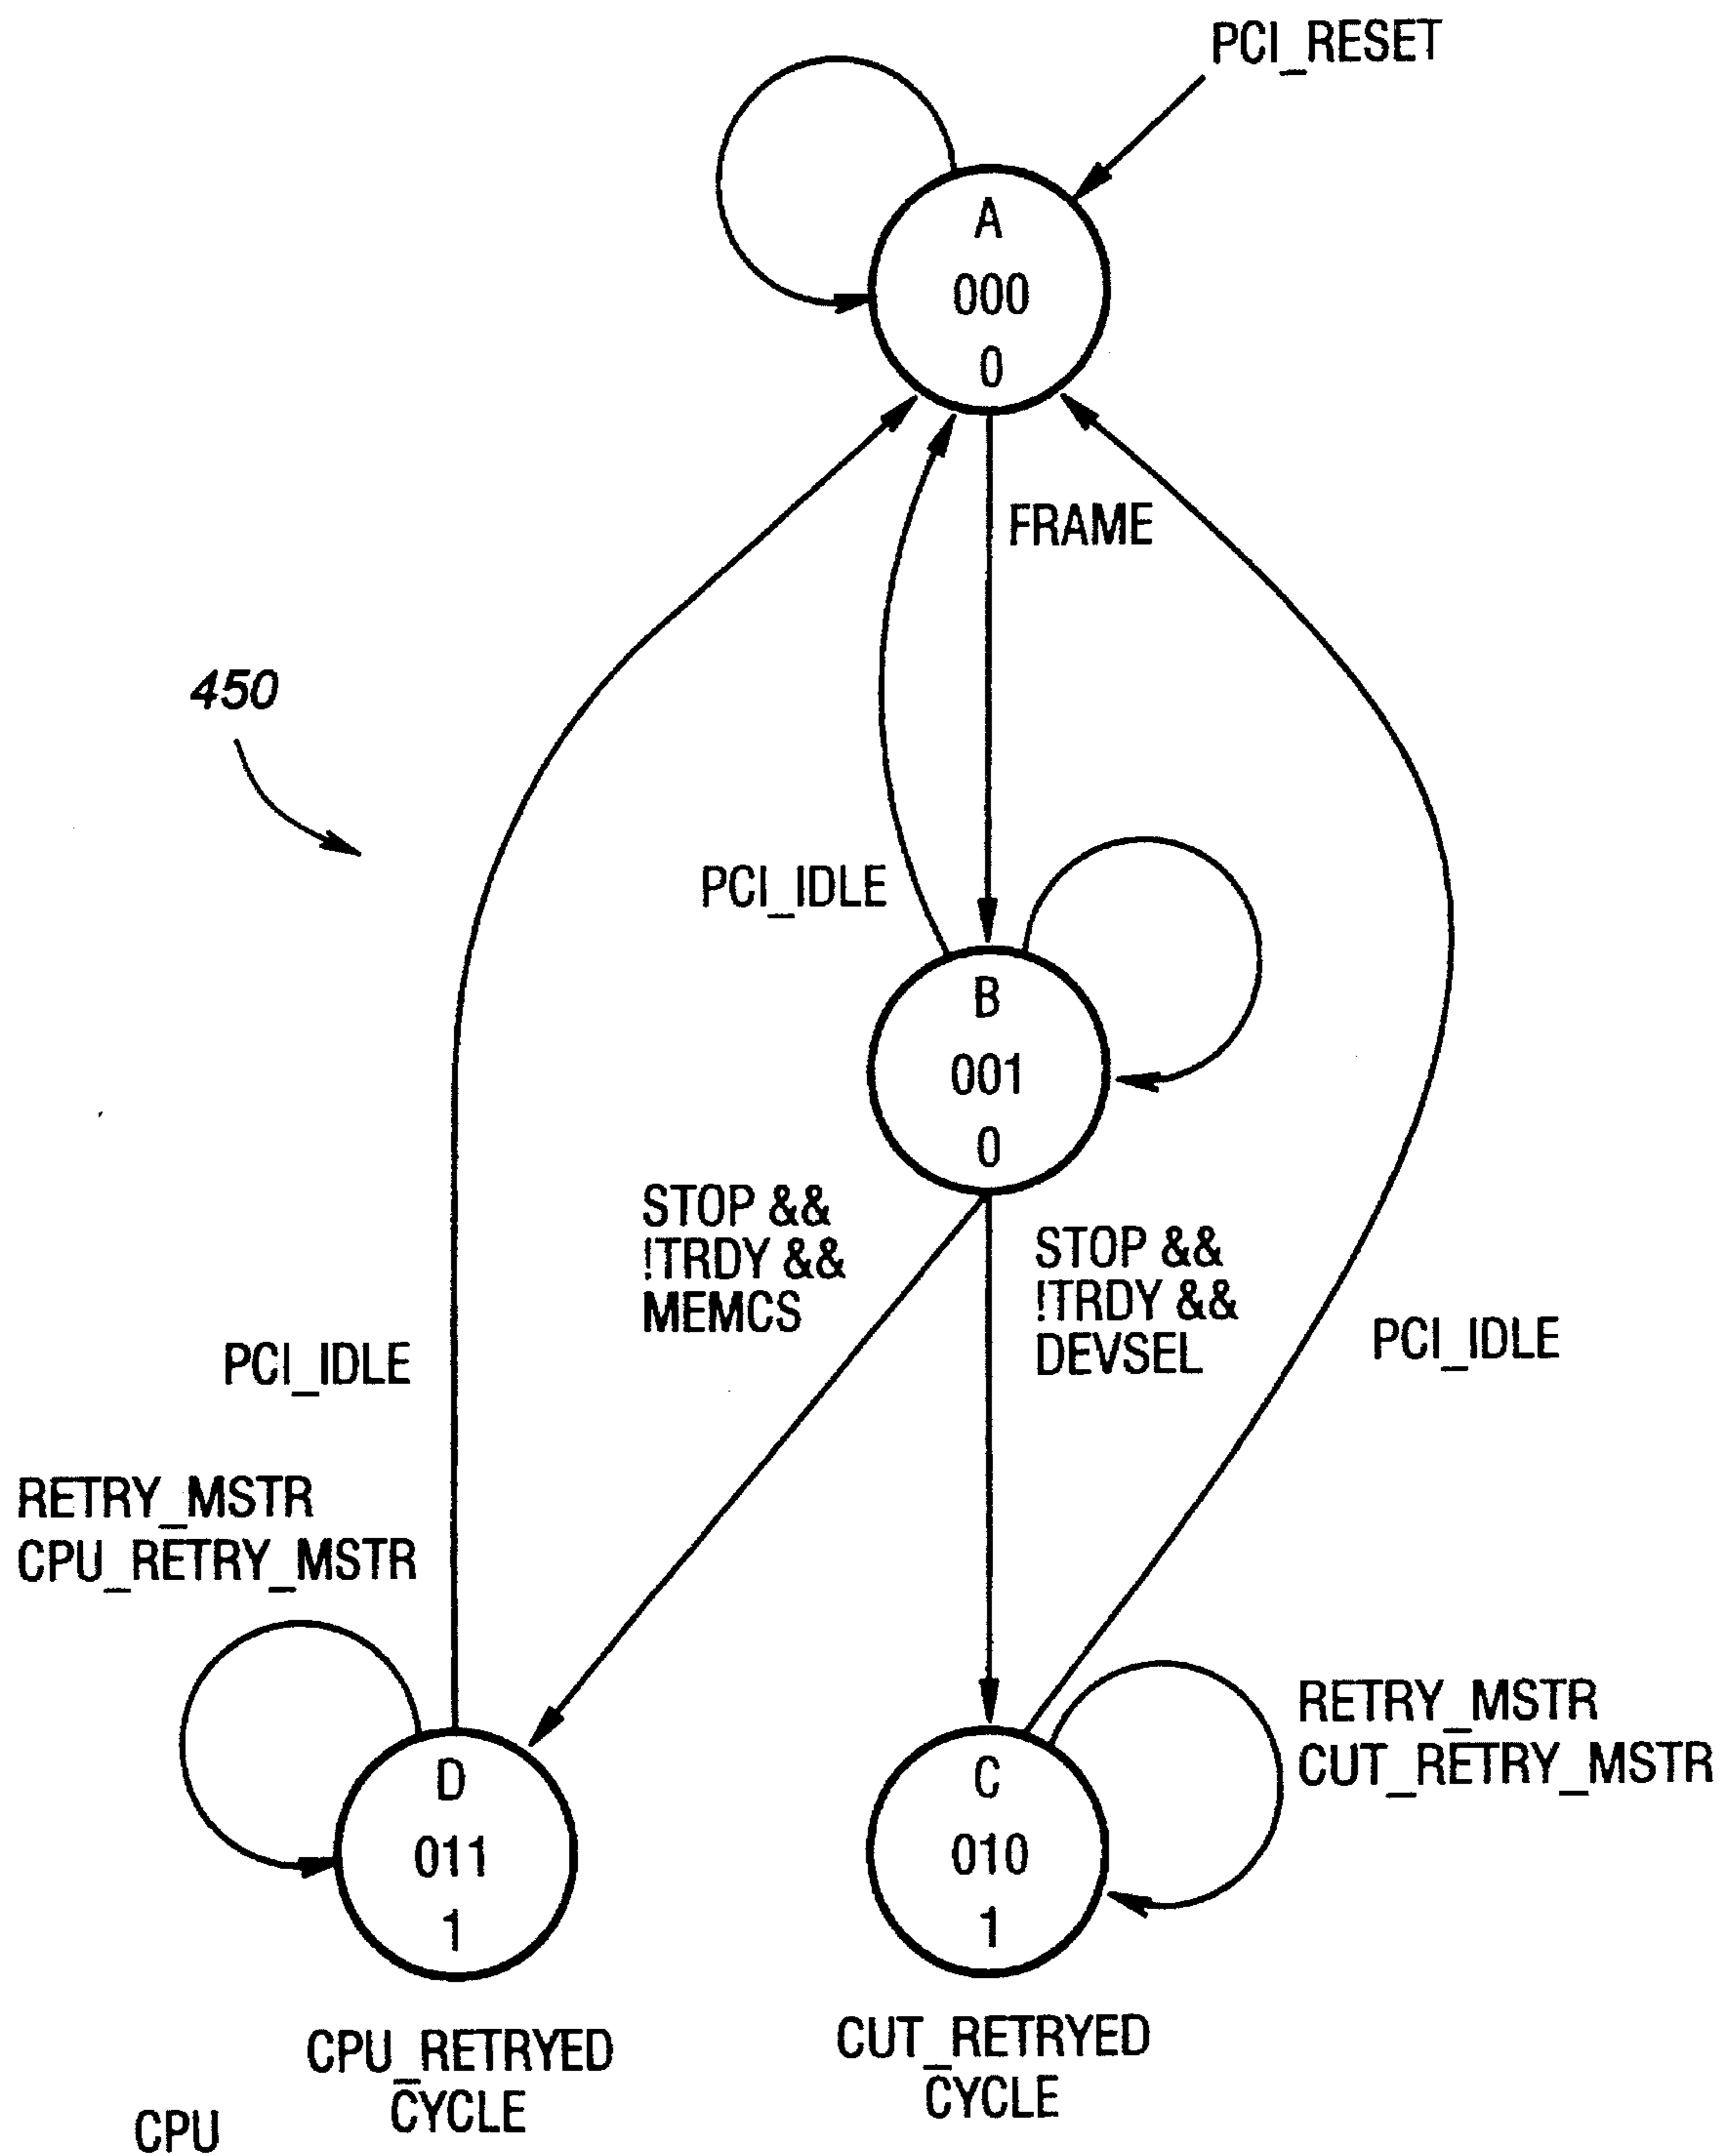 PCI_RESET
A
000
0
FRAME
450
PCI_IDLE
B
001
0
STOP &&
!TRDY &&
MEMCS
STOP &&
!TRDY &&
DEVSEL
PCI_IDLE
PCI_IDLE
RETRY_MSTR
CPU_RETRY_MSTR
RETRY_MSTR
CUT_RETRY_MSTR
D
011
1
C
010
1
CPU_RETRYED
CYCLE
CUT_RETRYED
CYCLE
CPU